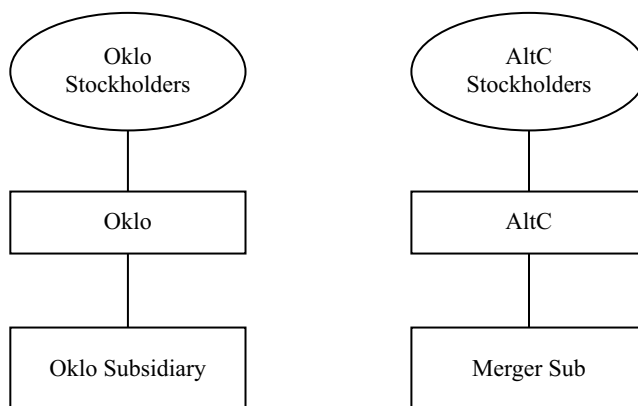 Oklo
Stockholders
AltC
Stockholders
Oklo
AltC
Oklo Subsidiary
Merger Sub